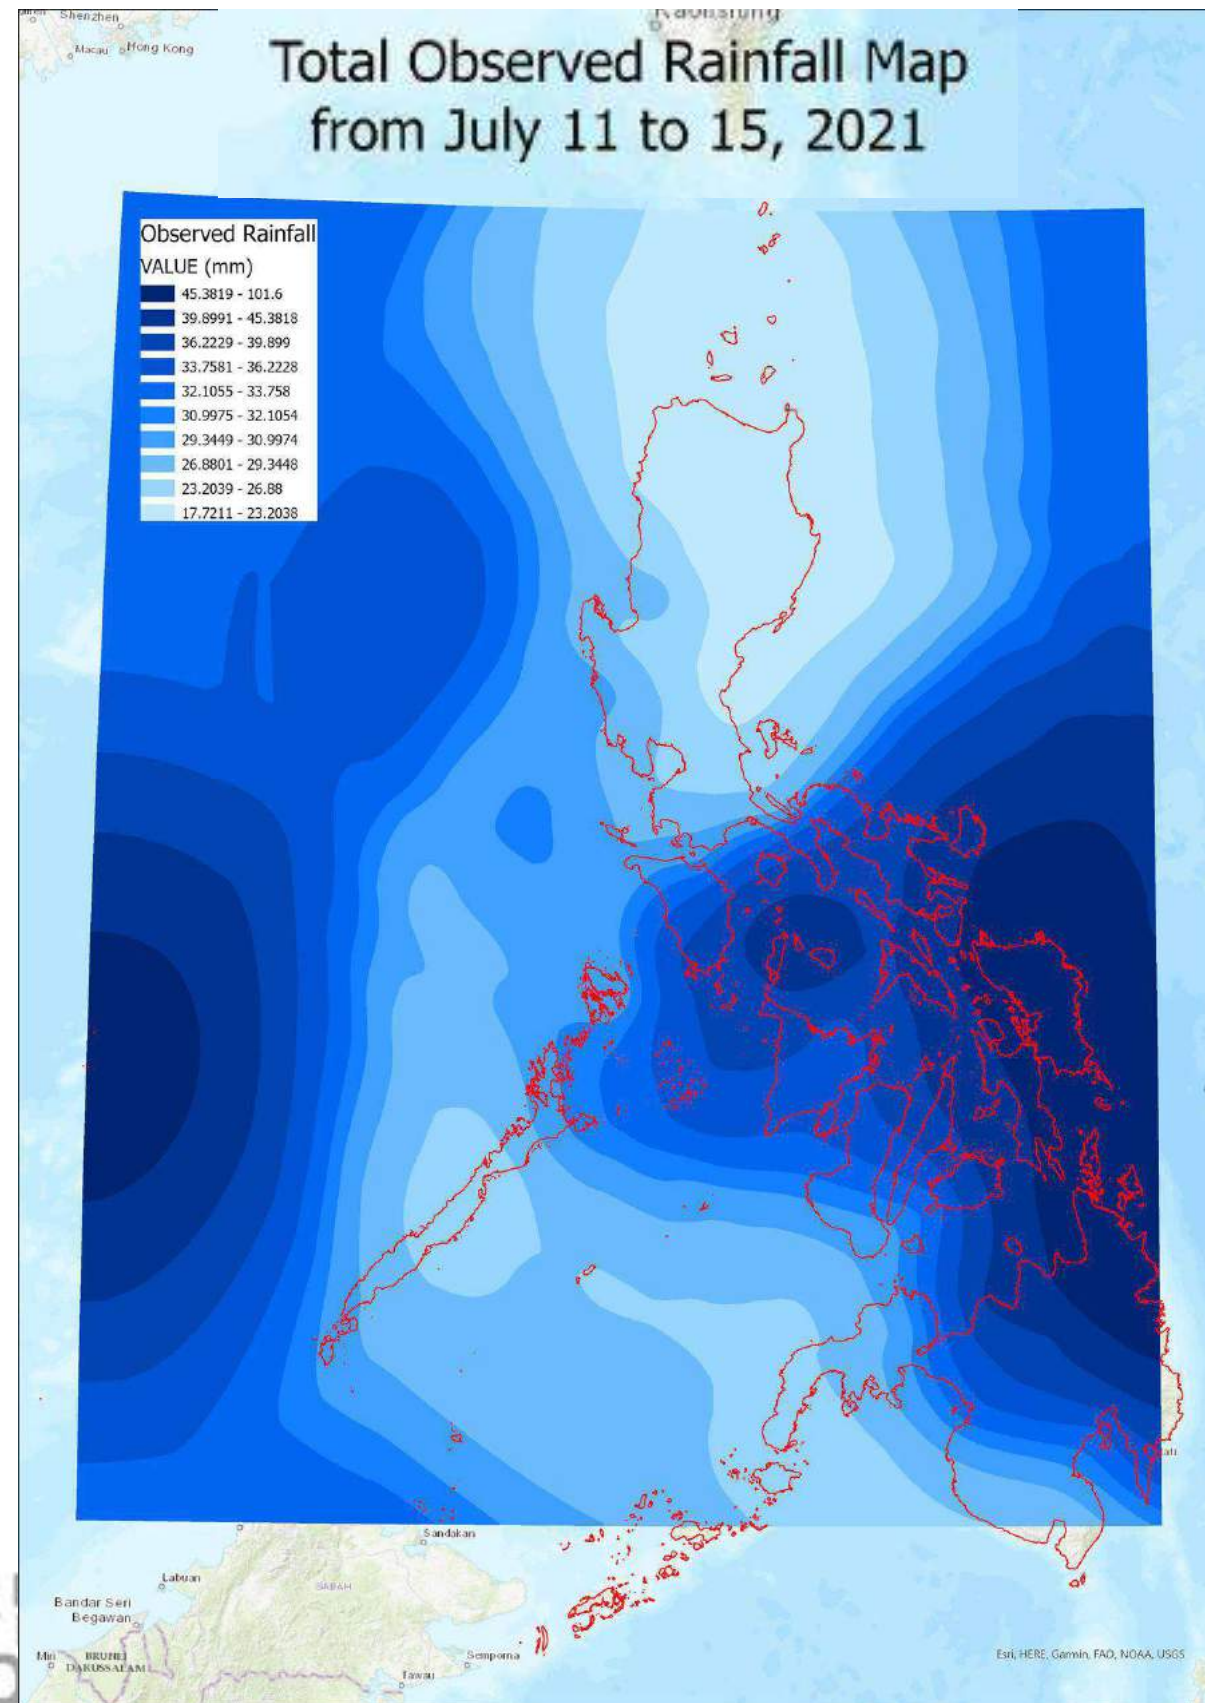 Shenzhen
Macau
Hong Kong
Kaohsiung
Total Observed Rainfall Map
from July 11 to 15, 2021
Observed Rainfall
VALUE (mm)
45.3819 - 101.6
39.8991 - 45.3818
36.2229 - 39.899
33.7581 - 36.2228
32.1055 - 33.758
30.9975 - 32.1054
29.3449 - 30.9974
26.8801 - 29.3448
23.2039 - 26.88
17.7211 - 23.2038
Sandakan
Labuan
SABAH
Bandar Seri
Begawan
Miri
BRUNEI
DARUSSALAM
Semporna
Tawau
Esri, HERE, Garmin, FAO, NOAA, USGS